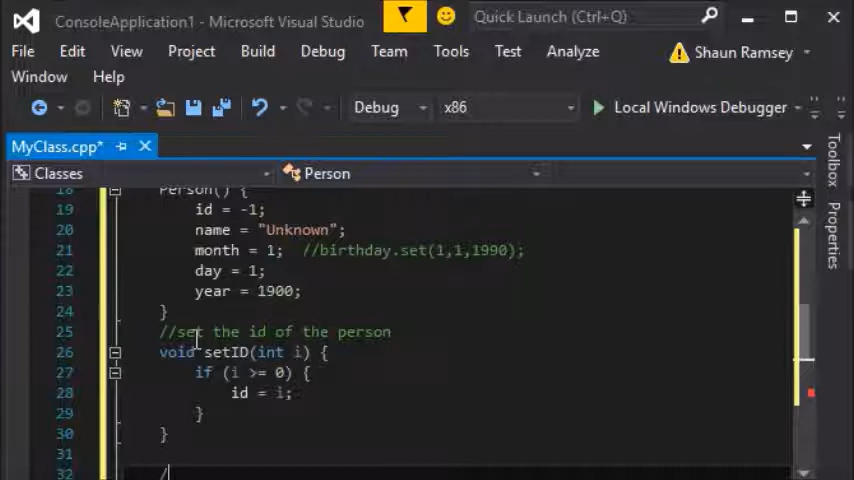 ConsoleApplication1 - Microsoft Visual Studio
Quick Launch (Ctrl+Q)
File Edit View Project Build Debug Team Tools Test Analyze
Shaun Ramsey
Window Help
Debug x86 Local Windows Debugger
MyClass.cpp*
Classes Person
Toolbox
Properties
18 Person() {
19 id = -1;
20 name = "Unknown";
21 month = 1; //birthday.set(1,1,1990);
22 day = 1;
23 year = 1900;
24 }
25 //set the id of the person
26 void setID(int i) {
27 if (i >= 0) {
28 id = i;
29 }
30 }
31
32 /